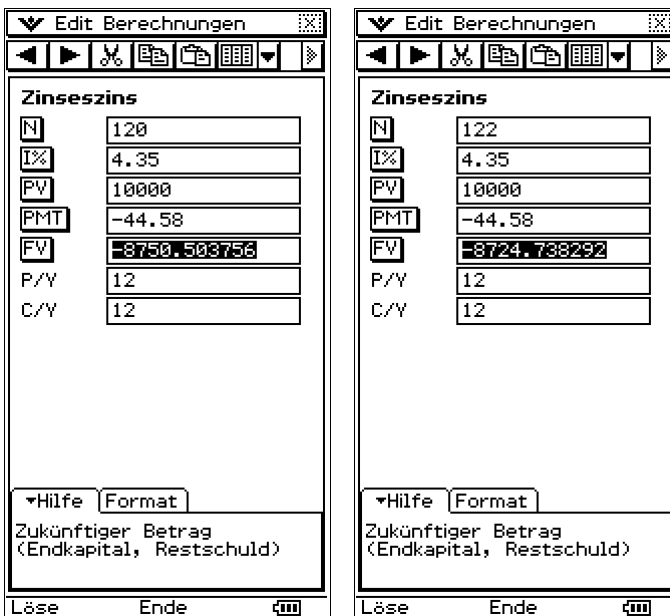 Edit Berechnungen
Zinseszins
N 120
I% 4.35
PV 10000
PMT -44.58
FV -8750.503756
P/Y 12
C/Y 12
Hilfe Format
Zukünftiger Betrag
(Endkapital, Restschuld)
Löse Ende
Edit Berechnungen
Zinseszins
N 122
I% 4.35
PV 10000
PMT -44.58
FV -8724.738292
P/Y 12
C/Y 12
Hilfe Format
Zukünftiger Betrag
(Endkapital, Restschuld)
Löse Ende